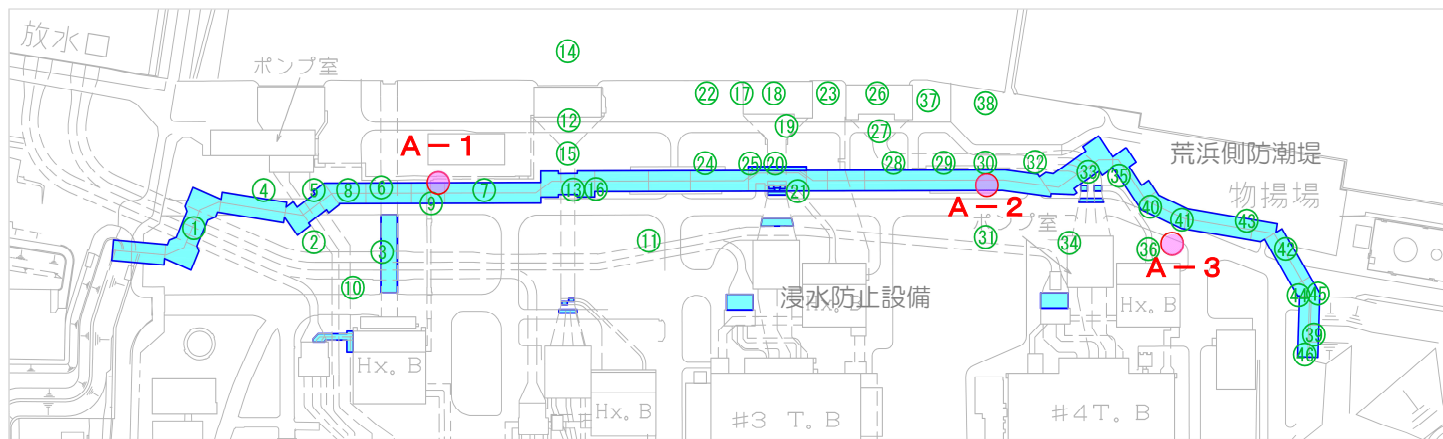 放水口
ポンプ室
⑭
㉒ ⑰ ⑱ ㉓ ㉖ ㊲ ㊳
⑫ ⑲ ㉗
A－1
⑮
㉔ ㉕ ⑳ ㉘ ㉙ ㉚ ㉜
荒浜側防潮堤
物揚場
④ ⑤ ⑧ ⑥ ⑦ ⑬ ⑯ ㉑ ㉝ ㉟
⑨
A－2
ポンプ室
① ② ③ ⑪ ㉛ ㉞ ㊱ ㊵ ㊶ ㊸ ㊷
A－3
⑩
浸水防止設備
㊹ ㊺
Hx. B
Hx. B
㊴
㊻
Hx. B
Hx. B
#3 T. B
#4T. B